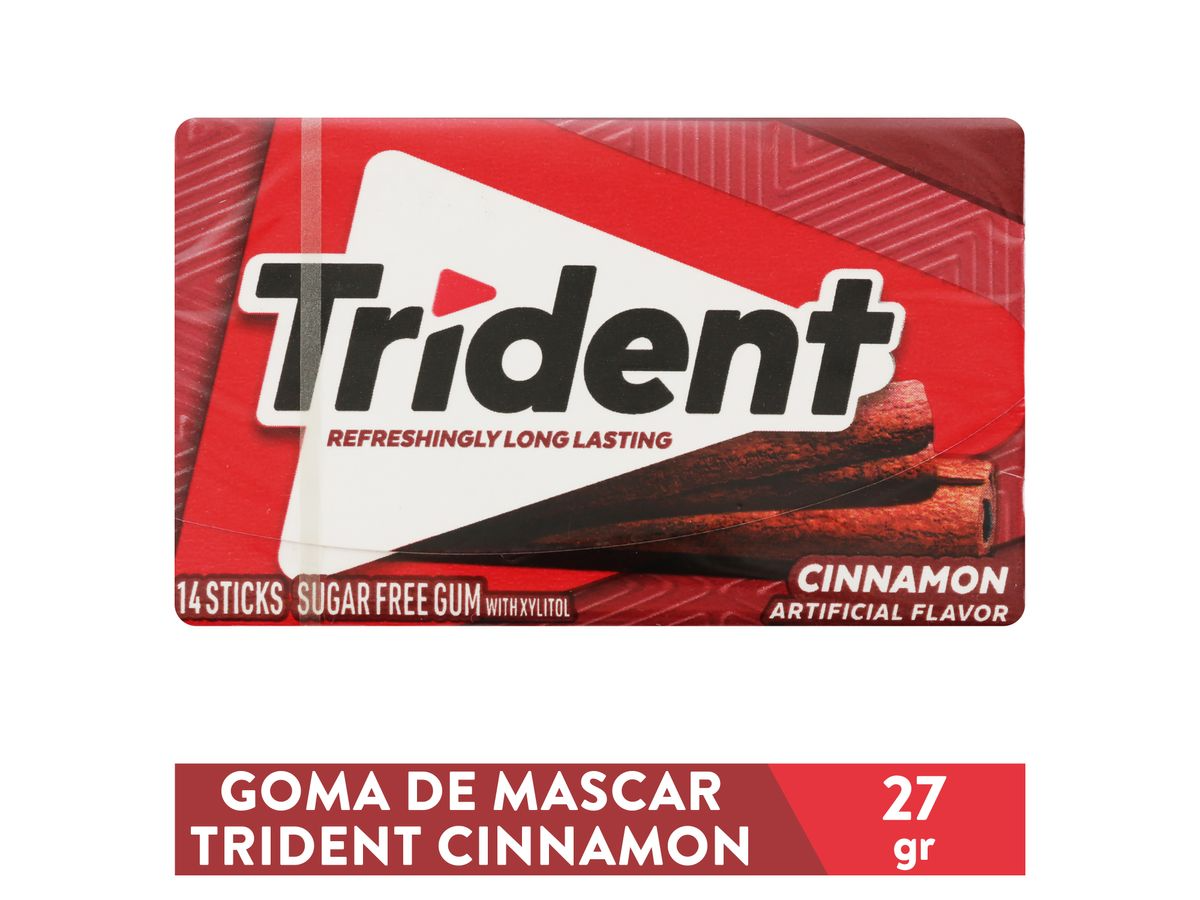 Trident
REFRESHINGLY LONG LASTING
14 STICKS SUGAR FREE GUM WITH XYLITOL
CINNAMON
ARTIFICIAL FLAVOR
GOMA DE MASCAR
TRIDENT CINNAMON
27
gr